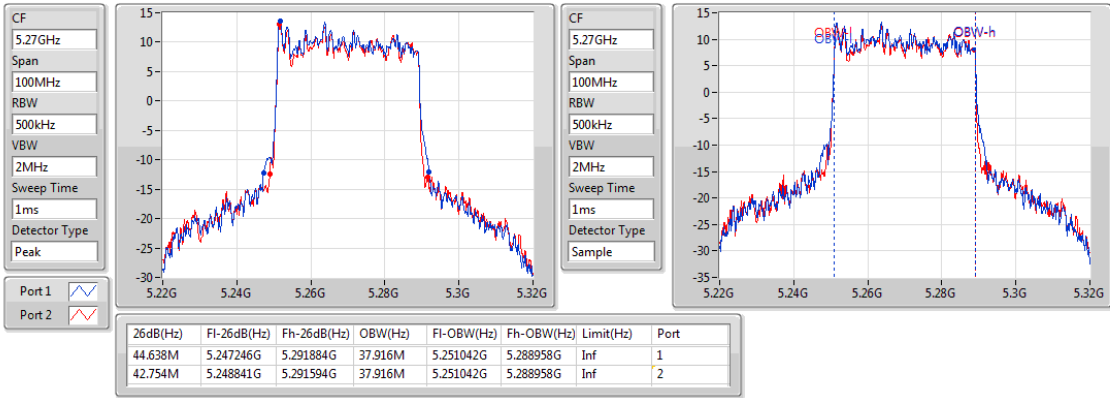 CF
5.27GHz
Span
100MHz
RBW
500kHz
VBW
2MHz
Sweep Time
1ms
Detector Type
Peak
Port 1
Port 2
15
10
5
0
-5
-10
-15
-20
-25
-30
5.22G 5.24G 5.26G 5.28G 5.3G 5.32G
CF
5.27GHz
Span
100MHz
RBW
500kHz
VBW
2MHz
Sweep Time
1ms
Detector Type
Sample
15
10
5
0
-5
-10
-15
-20
-25
-30
-35
OBW-l OBW-h
5.22G 5.24G 5.26G 5.28G 5.3G 5.32G
26dB(Hz) Fl-26dB(Hz) Fh-26dB(Hz) OBW(Hz) Fl-OBW(Hz) Fh-OBW(Hz) Limit(Hz) Port
44.638M 5.247246G 5.291884G 37.916M 5.251042G 5.288958G Inf 1
42.754M 5.248841G 5.291594G 37.916M 5.251042G 5.288958G Inf 2